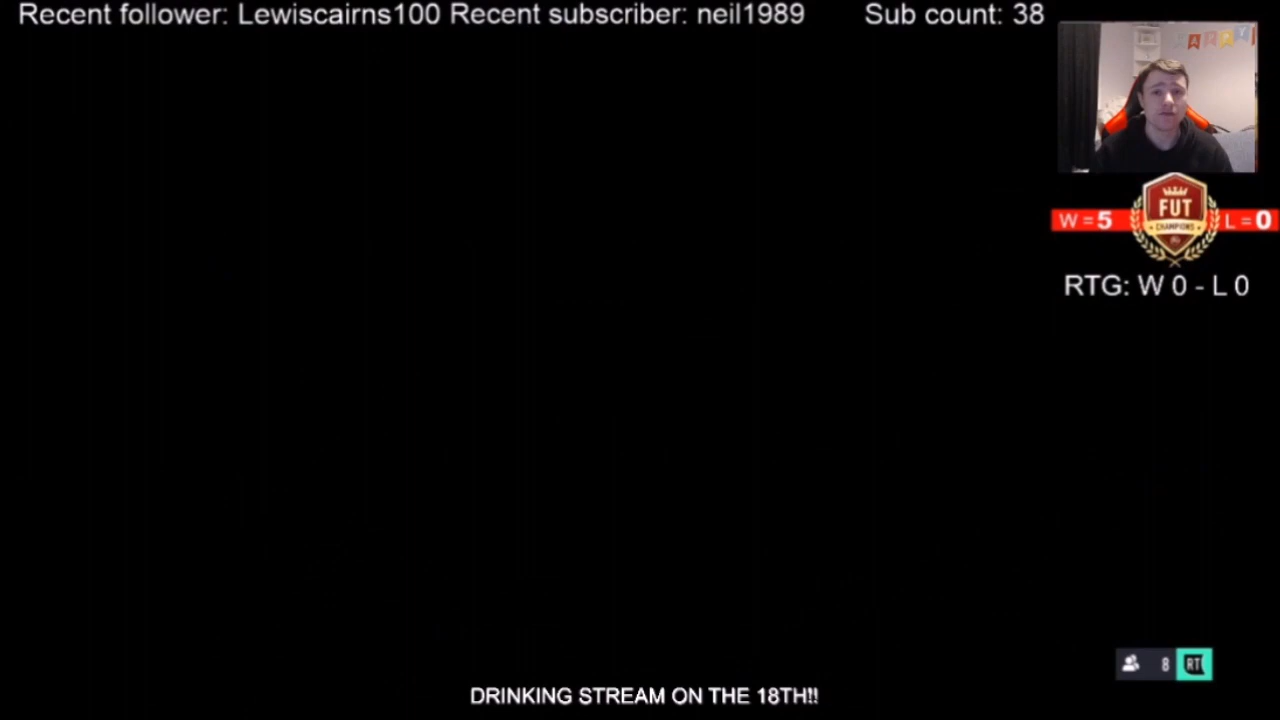 Recent follower: Lewiscairns100 Recent subscriber: neil1989 Sub count: 38
W=5 FUT CHAMPIONS L=0
RTG: W 0 - L 0
8 RT
DRINKING STREAM ON THE 18TH!!